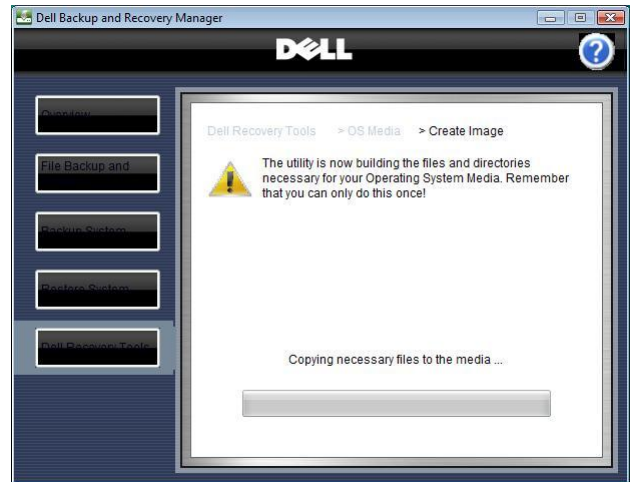 Dell Backup and Recovery Manager
DELL
?
Overview
File Backup and
Backup System
Restore System
Dell Recovery Tools
Dell Recovery Tools > OS Media > Create Image
The utility is now building the files and directories
necessary for your Operating System Media. Remember
that you can only do this once!
Copying necessary files to the media ...